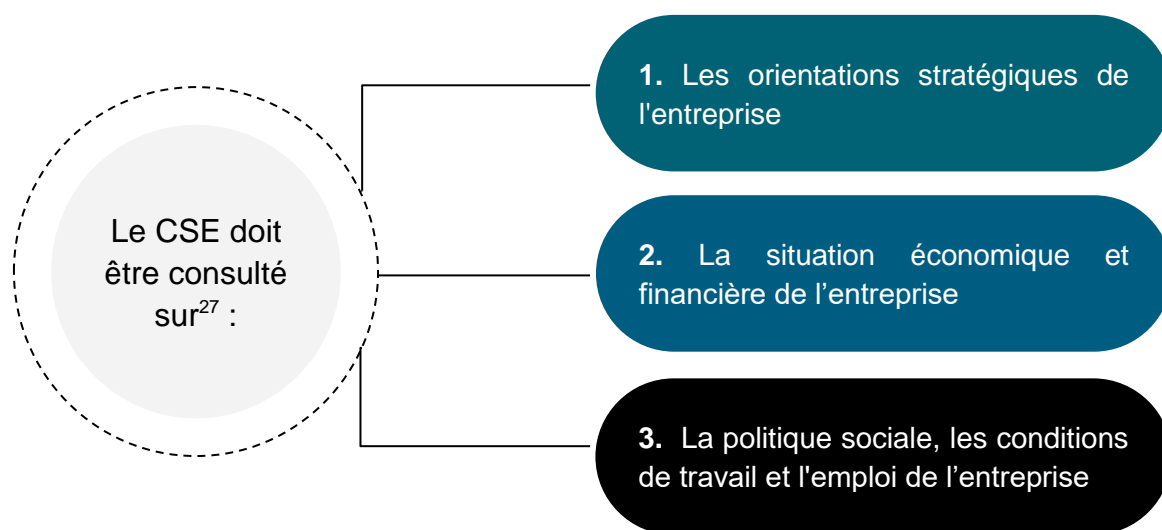 Le CSE doit
être consulté
sur27 :
1. Les orientations stratégiques de
l'entreprise
2. La situation économique et
financière de l’entreprise
3. La politique sociale, les conditions
de travail et l'emploi de l’entreprise